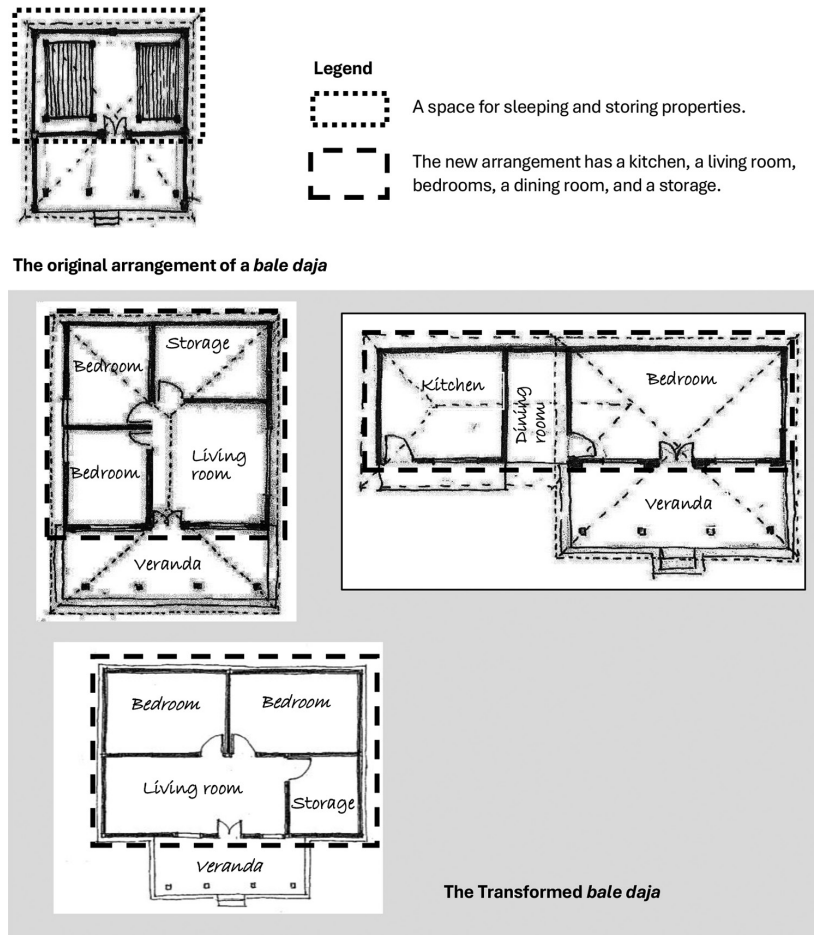 Legend
A space for sleeping and storing properties.
The new arrangement has a kitchen, a living room,
bedrooms, a dining room, and a storage.
The original arrangement of a bale daja
Bedroom
Storage
Bedroom
Living
room
Veranda
Kitchen
Dining
room
Bedroom
Veranda
Bedroom
Bedroom
Living room
Storage
Veranda
The Transformed bale daja